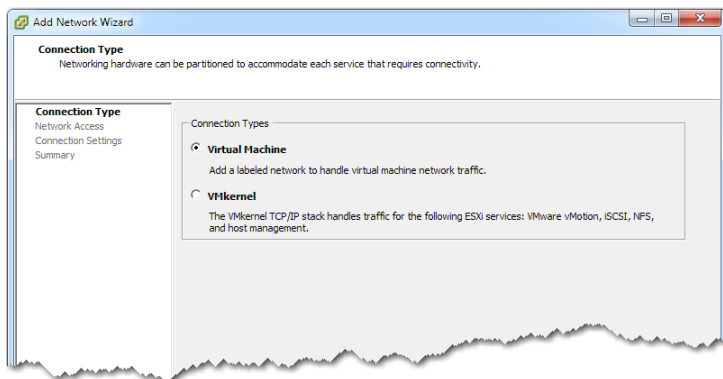 Add Network Wizard
Connection Type
Networking hardware can be partitioned to accommodate each service that requires connectivity.
Connection Type
Network Access
Connection Settings
Summary
Connection Types
Virtual Machine
Add a labeled network to handle virtual machine network traffic.
VMkernel
The VMkernel TCP/IP stack handles traffic for the following ESXi services: VMware vMotion, iSCSI, NFS,
and host management.